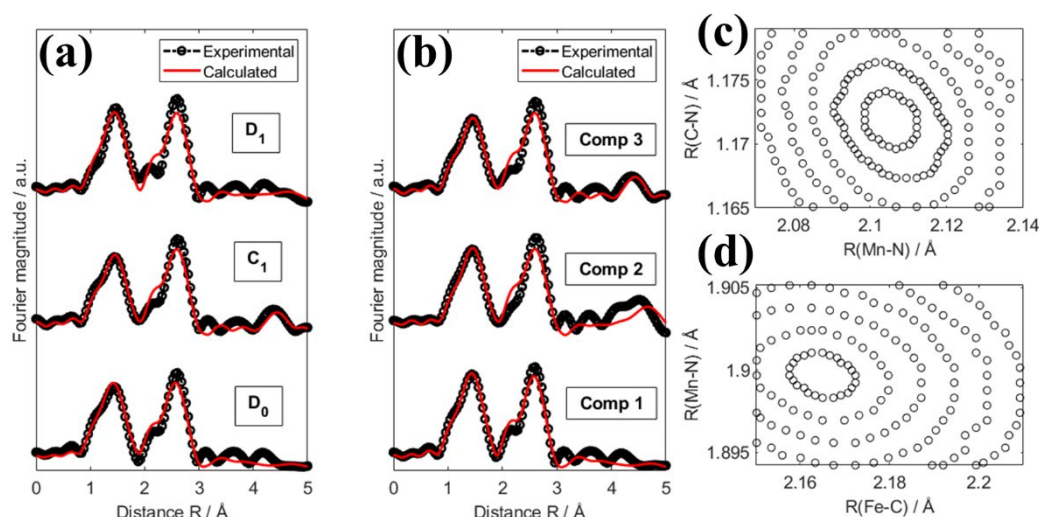 (a)
Experimental
Calculated
D1
C1
D0
Fourier magnitude / a.u.
0 1 2 3 4 5
Distance R / Å
(b)
Experimental
Calculated
Comp 3
Comp 2
Comp 1
Fourier magnitude / a.u.
0 1 2 3 4 5
Distance R / Å
(c)
1.175
1.17
1.165
R(C-N) / Å
2.08 2.1 2.12 2.14
R(Mn-N) / Å
(d)
1.905
1.9
1.895
R(Mn-N) / Å
2.16 2.18 2.2
R(Fe-C) / Å